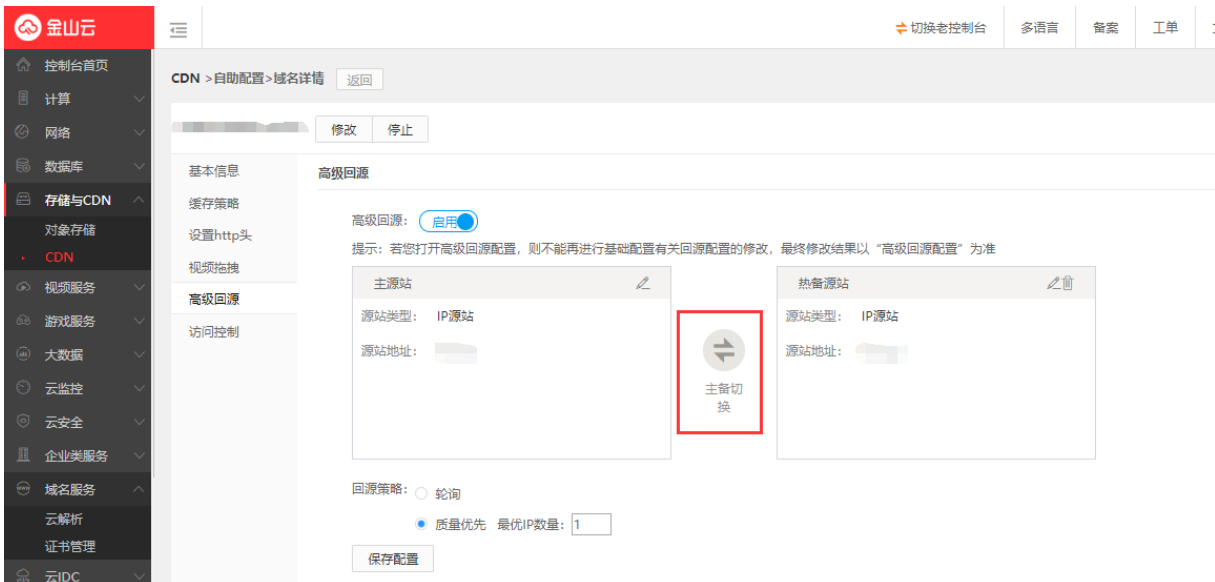 金山云
切换老控制台
多语言
备案
工单
控制台首页
计算
网络
数据库
存储与CDN
对象存储
CDN
视频服务
游戏服务
大数据
云监控
云安全
企业类服务
域名服务
云解析
证书管理
云IDC
CDN >自助配置>域名详情 返回
修改 停止
基本信息
缓存策略
设置http头
视频拖拽
高级回源
访问控制
高级回源
高级回源： 启用
提示：若您打开高级回源配置，则不能再进行基础配置有关回源配置的修改，最终修改结果以“高级回源配置”为准
主源站
源站类型： IP源站
源站地址：
主备切
换
热备源站
源站类型： IP源站
源站地址：
回源策略： 轮询
质量优先 最优IP数量： 1
保存配置